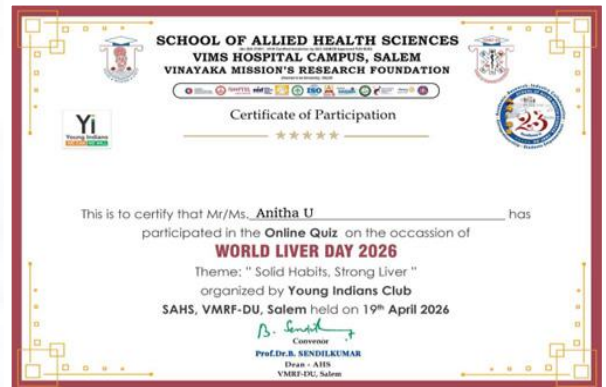 SCHOOL OF ALLIED HEALTH SCIENCES
VIMS HOSPITAL CAMPUS, SALEM
VINAYAKA MISSION'S RESEARCH FOUNDATION
Certificate of Participation
Yi
Young Indians
23
This is to certify that Mr/Ms. Anitha U has
participated in the Online Quiz on the occassion of
WORLD LIVER DAY 2026
Theme: " Solid Habits, Strong Liver "
organized by Young Indians Club
SAHS, VMRF-DU, Salem held on 19th April 2026
B. Sendil
Convenor
Prof.Dr.B. SENDILKUMAR
Dean - AHS
VMRF-DU, Salem